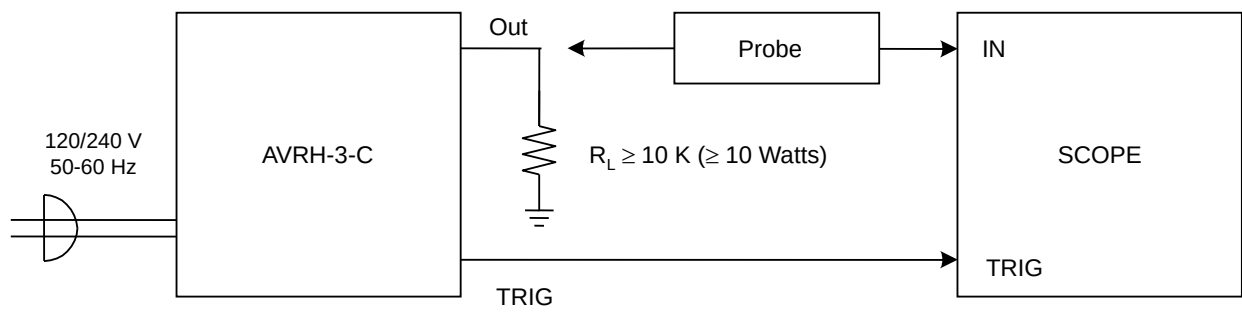 Out
Probe
IN
120/240 V
50-60 Hz
AVRH-3-C
R_L ≥ 10 K (≥ 10 Watts)
SCOPE
TRIG
TRIG